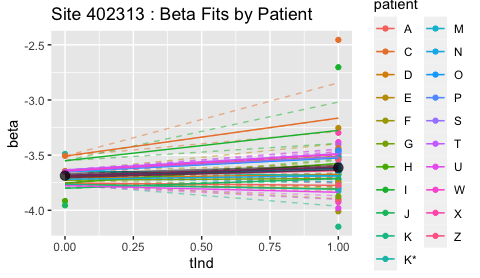 Site 402313 : Beta Fits by Patient
beta
-2.5
-3.0
-3.5
-4.0
0.00 0.25 0.50 0.75 1.00
tInd
patient
A M
C N
D O
E P
F S
G T
H U
I W
J X
K Z
K*